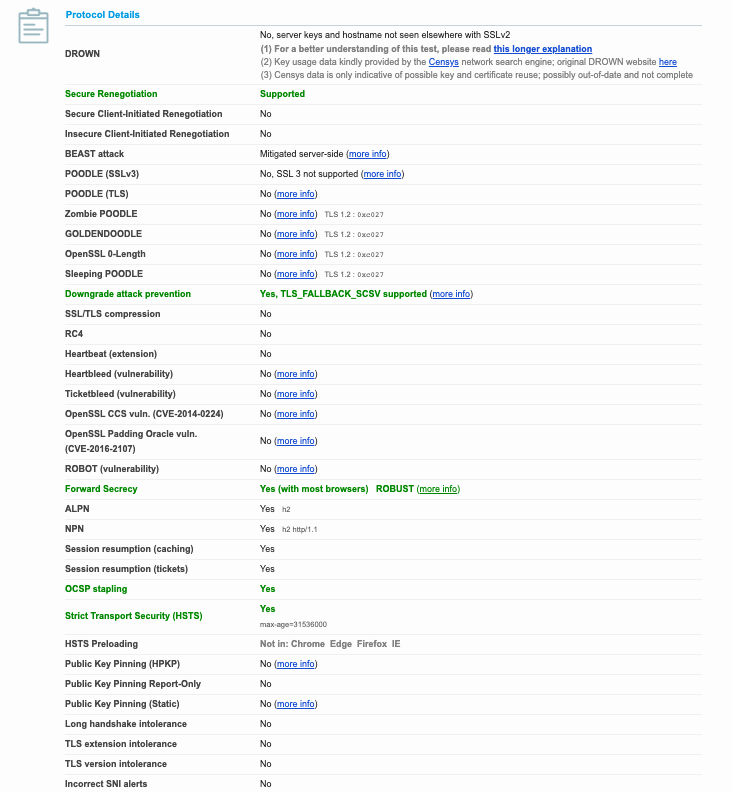 Protocol Details
DROWN
No, server keys and hostname not seen elsewhere with SSLv2
(1) For a better understanding of this test, please read this longer explanation
(2) Key usage data kindly provided by the Censys network search engine; original DROWN website here
(3) Censys data is only indicative of possible key and certificate reuse; possibly out-of-date and not complete
Secure Renegotiation Supported
Secure Client-Initiated Renegotiation No
Insecure Client-Initiated Renegotiation No
BEAST attack Mitigated server-side (more info)
POODLE (SSLv3) No, SSL 3 not supported (more info)
POODLE (TLS) No (more info)
Zombie POODLE No (more info) TLS 1.2 : 0xc027
GOLDENDOODLE No (more info) TLS 1.2 : 0xc027
OpenSSL 0-Length No (more info) TLS 1.2 : 0xc027
Sleeping POODLE No (more info) TLS 1.2 : 0xc027
Downgrade attack prevention Yes, TLS_FALLBACK_SCSV supported (more info)
SSL/TLS compression No
RC4 No
Heartbeat (extension) No
Heartbleed (vulnerability) No (more info)
Ticketbleed (vulnerability) No (more info)
OpenSSL CCS vuln. (CVE-2014-0224) No (more info)
OpenSSL Padding Oracle vuln.
(CVE-2016-2107) No (more info)
ROBOT (vulnerability) No (more info)
Forward Secrecy Yes (with most browsers) ROBUST (more info)
ALPN Yes h2
NPN Yes h2 http/1.1
Session resumption (caching) Yes
Session resumption (tickets) Yes
OCSP stapling Yes
Strict Transport Security (HSTS) Yes
max-age=31536000
HSTS Preloading Not in: Chrome Edge Firefox IE
Public Key Pinning (HPKP) No (more info)
Public Key Pinning Report-Only No
Public Key Pinning (Static) No (more info)
Long handshake intolerance No
TLS extension intolerance No
TLS version intolerance No
Incorrect SNI alerts No